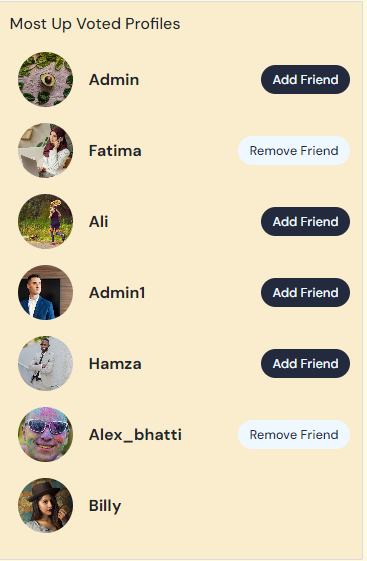 Most Up Voted Profiles
Admin Add Friend
Fatima Remove Friend
Ali Add Friend
Admin1 Add Friend
Hamza Add Friend
Alex_bhatti Remove Friend
Billy